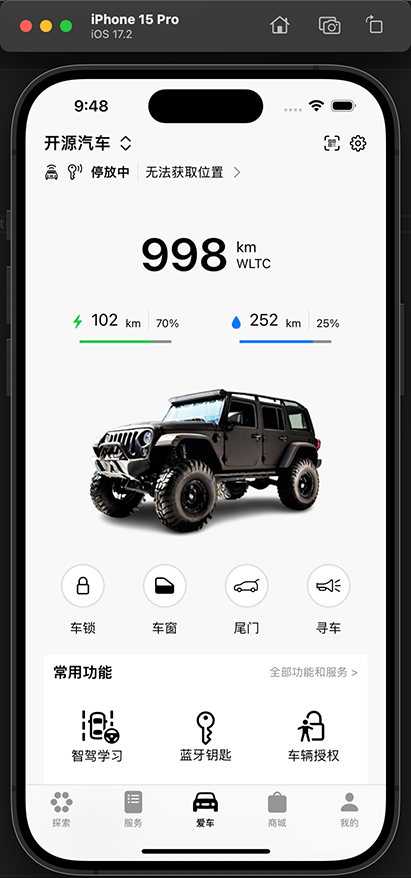 iPhone 15 Pro
iOS 17.2
9:48
开源汽车
停放中 无法获取位置 >
998 km
WLTC
102 km 70%
252 km 25%
车锁 车窗 尾门 寻车
常用功能 全部功能和服务 >
智驾学习 蓝牙钥匙 车辆授权
探索 服务 爱车 商城 我的